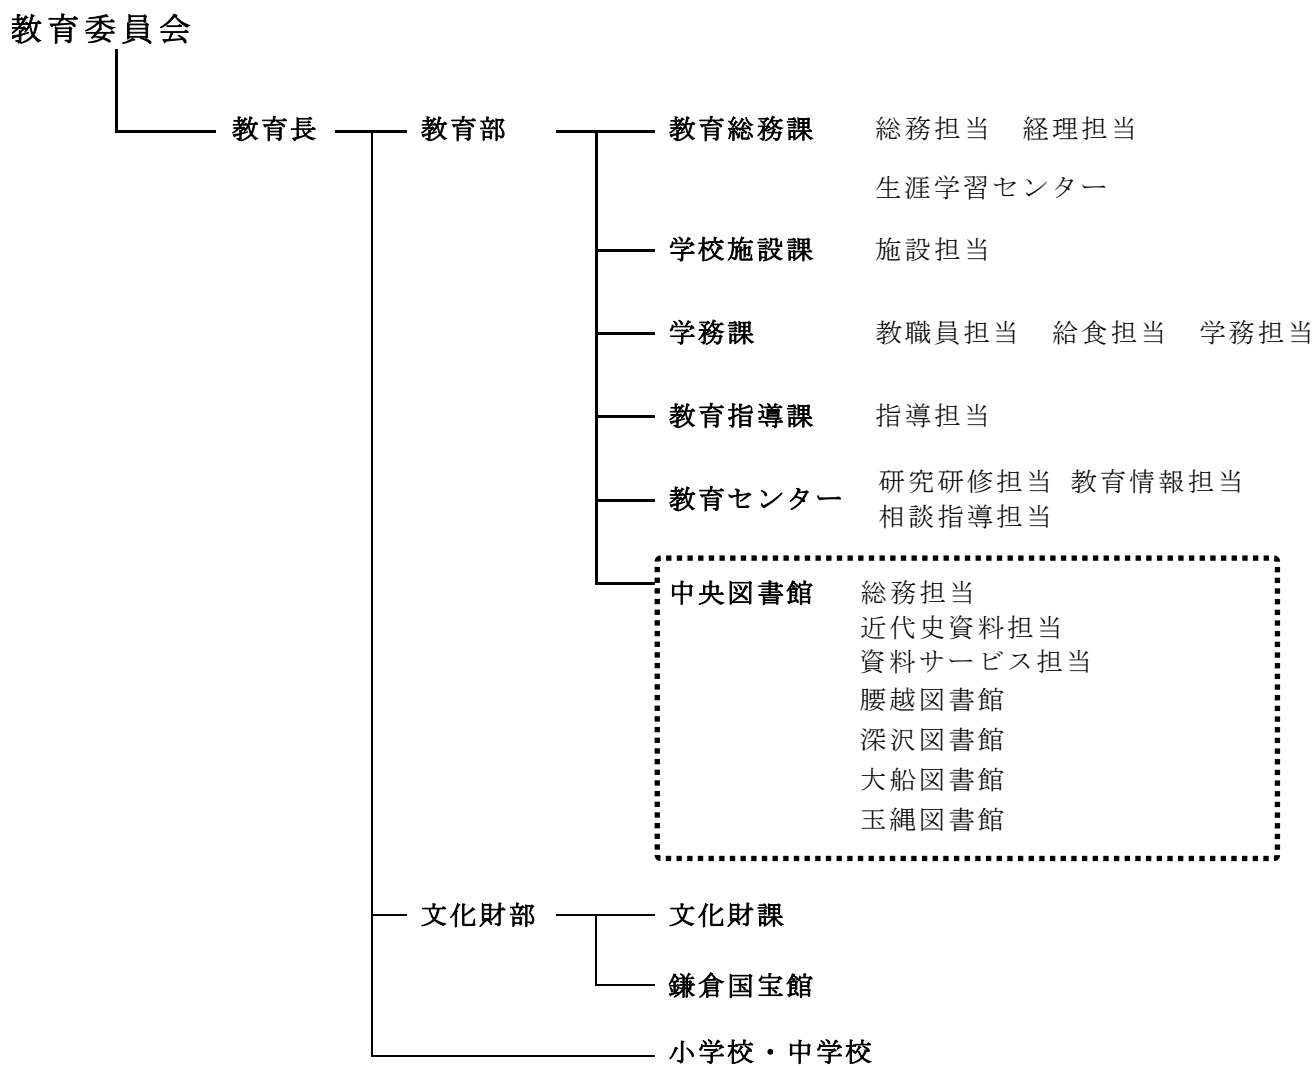 教育委員会
教育長 教育部 教育総務課 総務担当 経理担当
生涯学習センター
学校施設課 施設担当
学務課 教職員担当 給食担当 学務担当
教育指導課 指導担当
教育センター 研究研修担当 教育情報担当
相談指導担当
中央図書館 総務担当
近代史資料担当
資料サービス担当
腰越図書館
深沢図書館
大船図書館
玉縄図書館
文化財部 文化財課
鎌倉国宝館
小学校・中学校